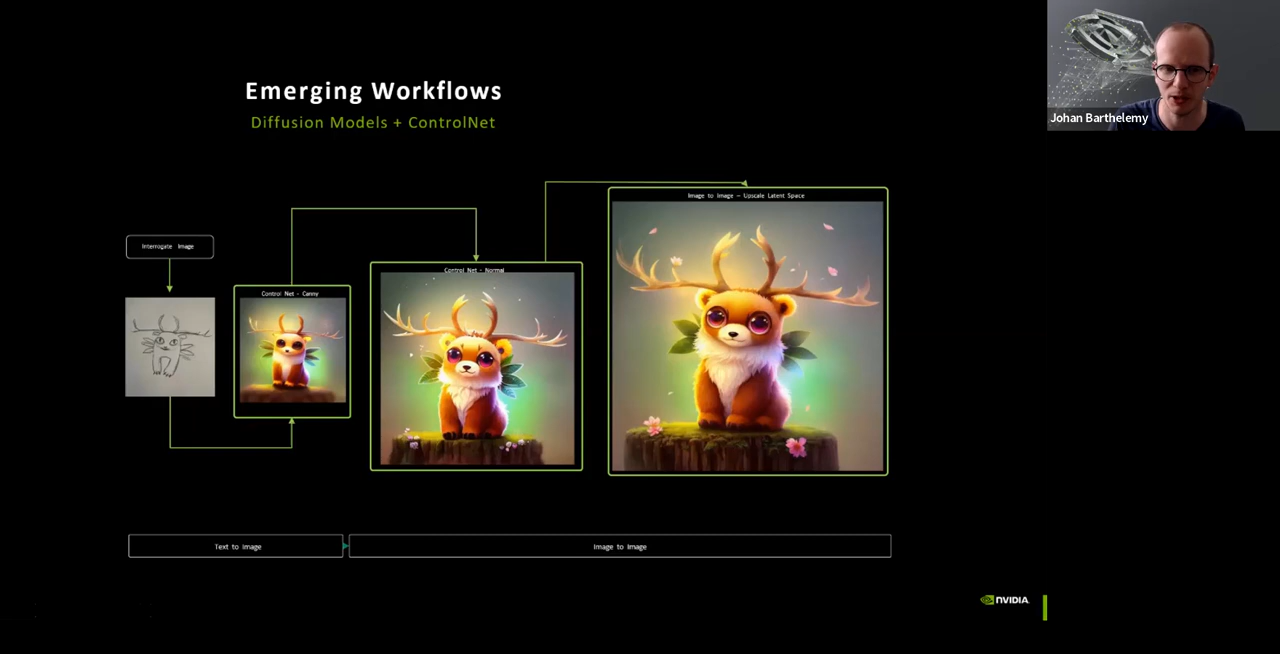 Emerging Workflows
Diffusion Models + ControlNet
Johan Barthelemy
Interrogate Image
Control Net - Canny
Control Net - Normal
Image to Image - Upscale Latent Space
Text to image
Image to Image
NVIDIA